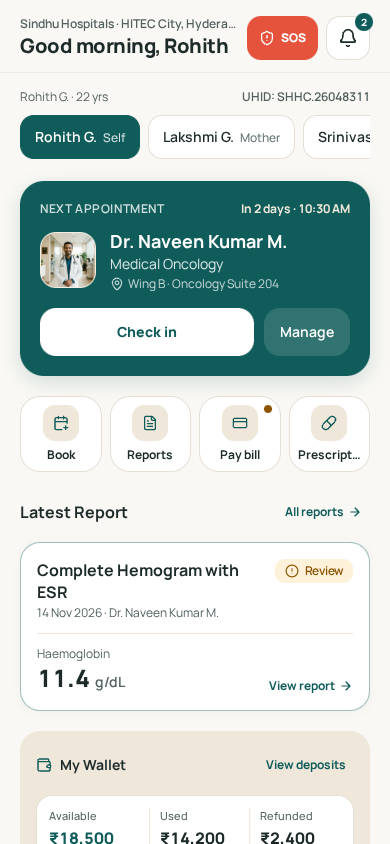 Sindhu Hospitals · HITEC City, Hydera...
Good morning, Rohith
SOS
2
Rohith G. · 22 yrs
UHID: SHHC.26048311
Rohith G. Self
Lakshmi G. Mother
Srinivas
NEXT APPOINTMENT
In 2 days · 10:30 AM
Dr. Naveen Kumar M.
Medical Oncology
Wing B · Oncology Suite 204
Check in
Manage
Book
Reports
Pay bill
Prescript...
Latest Report
All reports →
Complete Hemogram with
ESR
Review
14 Nov 2026 · Dr. Naveen Kumar M.
Haemoglobin
11.4 g/dL
View report →
My Wallet
View deposits
Available
Used
Refunded
₹18,500
₹14,200
₹2,400